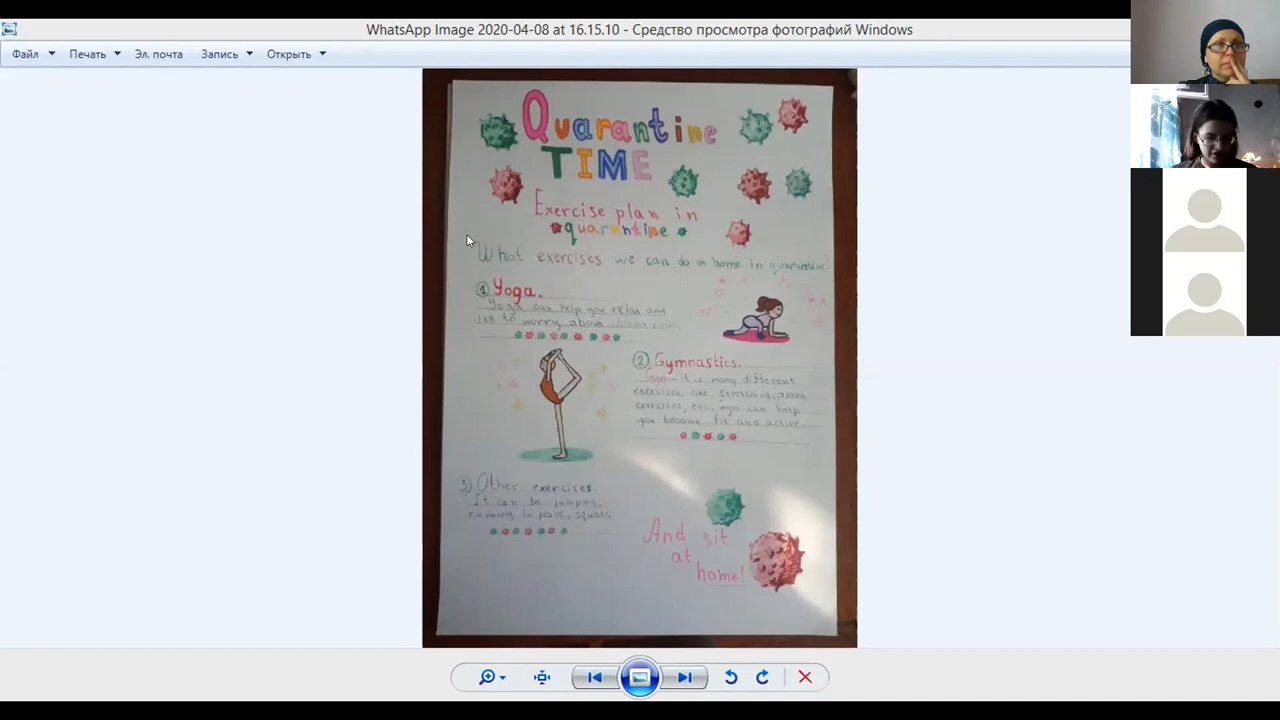 WhatsApp Image 2020-04-08 at 16.15.10 - Средство просмотра фотографий Windows
Файл Печать Эл. почта Запись Открыть
Quarantine
TIME
Exercise plan in
quarantine
What exercises we can do at home in quarantine?
1 Yoga.
Yoga can help you relax and
to worry about
2 Gymnastics.
Gym - it is many different
exercises, like stretching, plank
exercises, etc. Gym can help
you become fit and active.
3) Other exercises.
It can be jumping,
running in place, squats.
And sit
at
home!